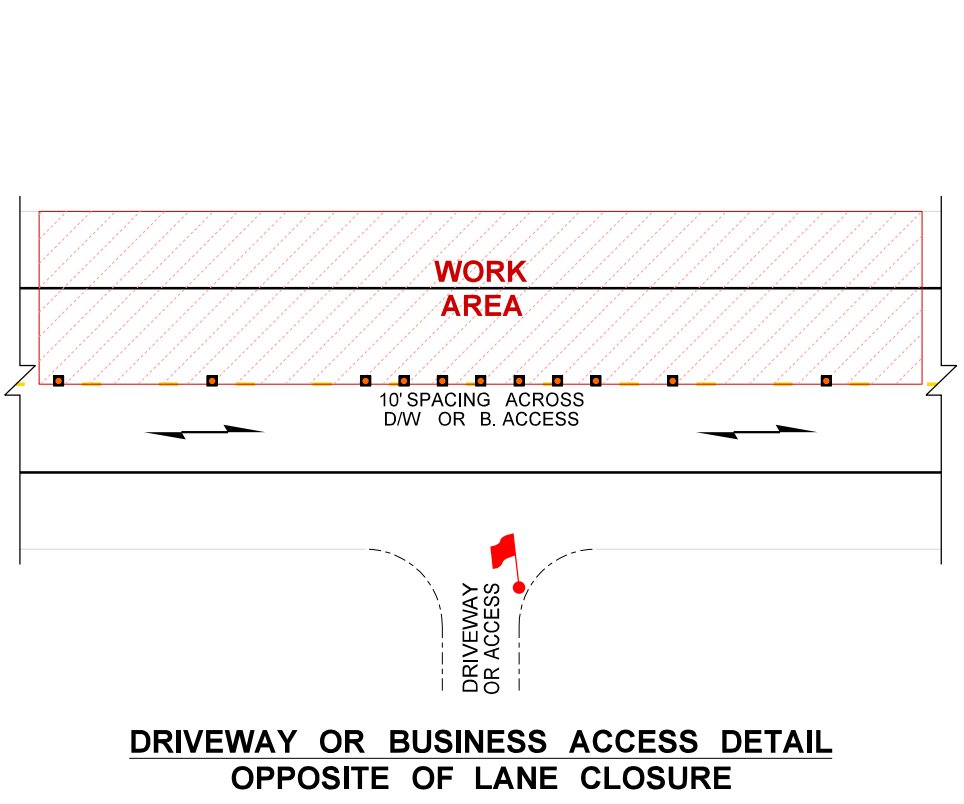 WORK
AREA
10' SPACING ACROSS
D/W OR B. ACCESS
DRIVEWAY
OR ACCESS
DRIVEWAY OR BUSINESS ACCESS DETAIL
OPPOSITE OF LANE CLOSURE